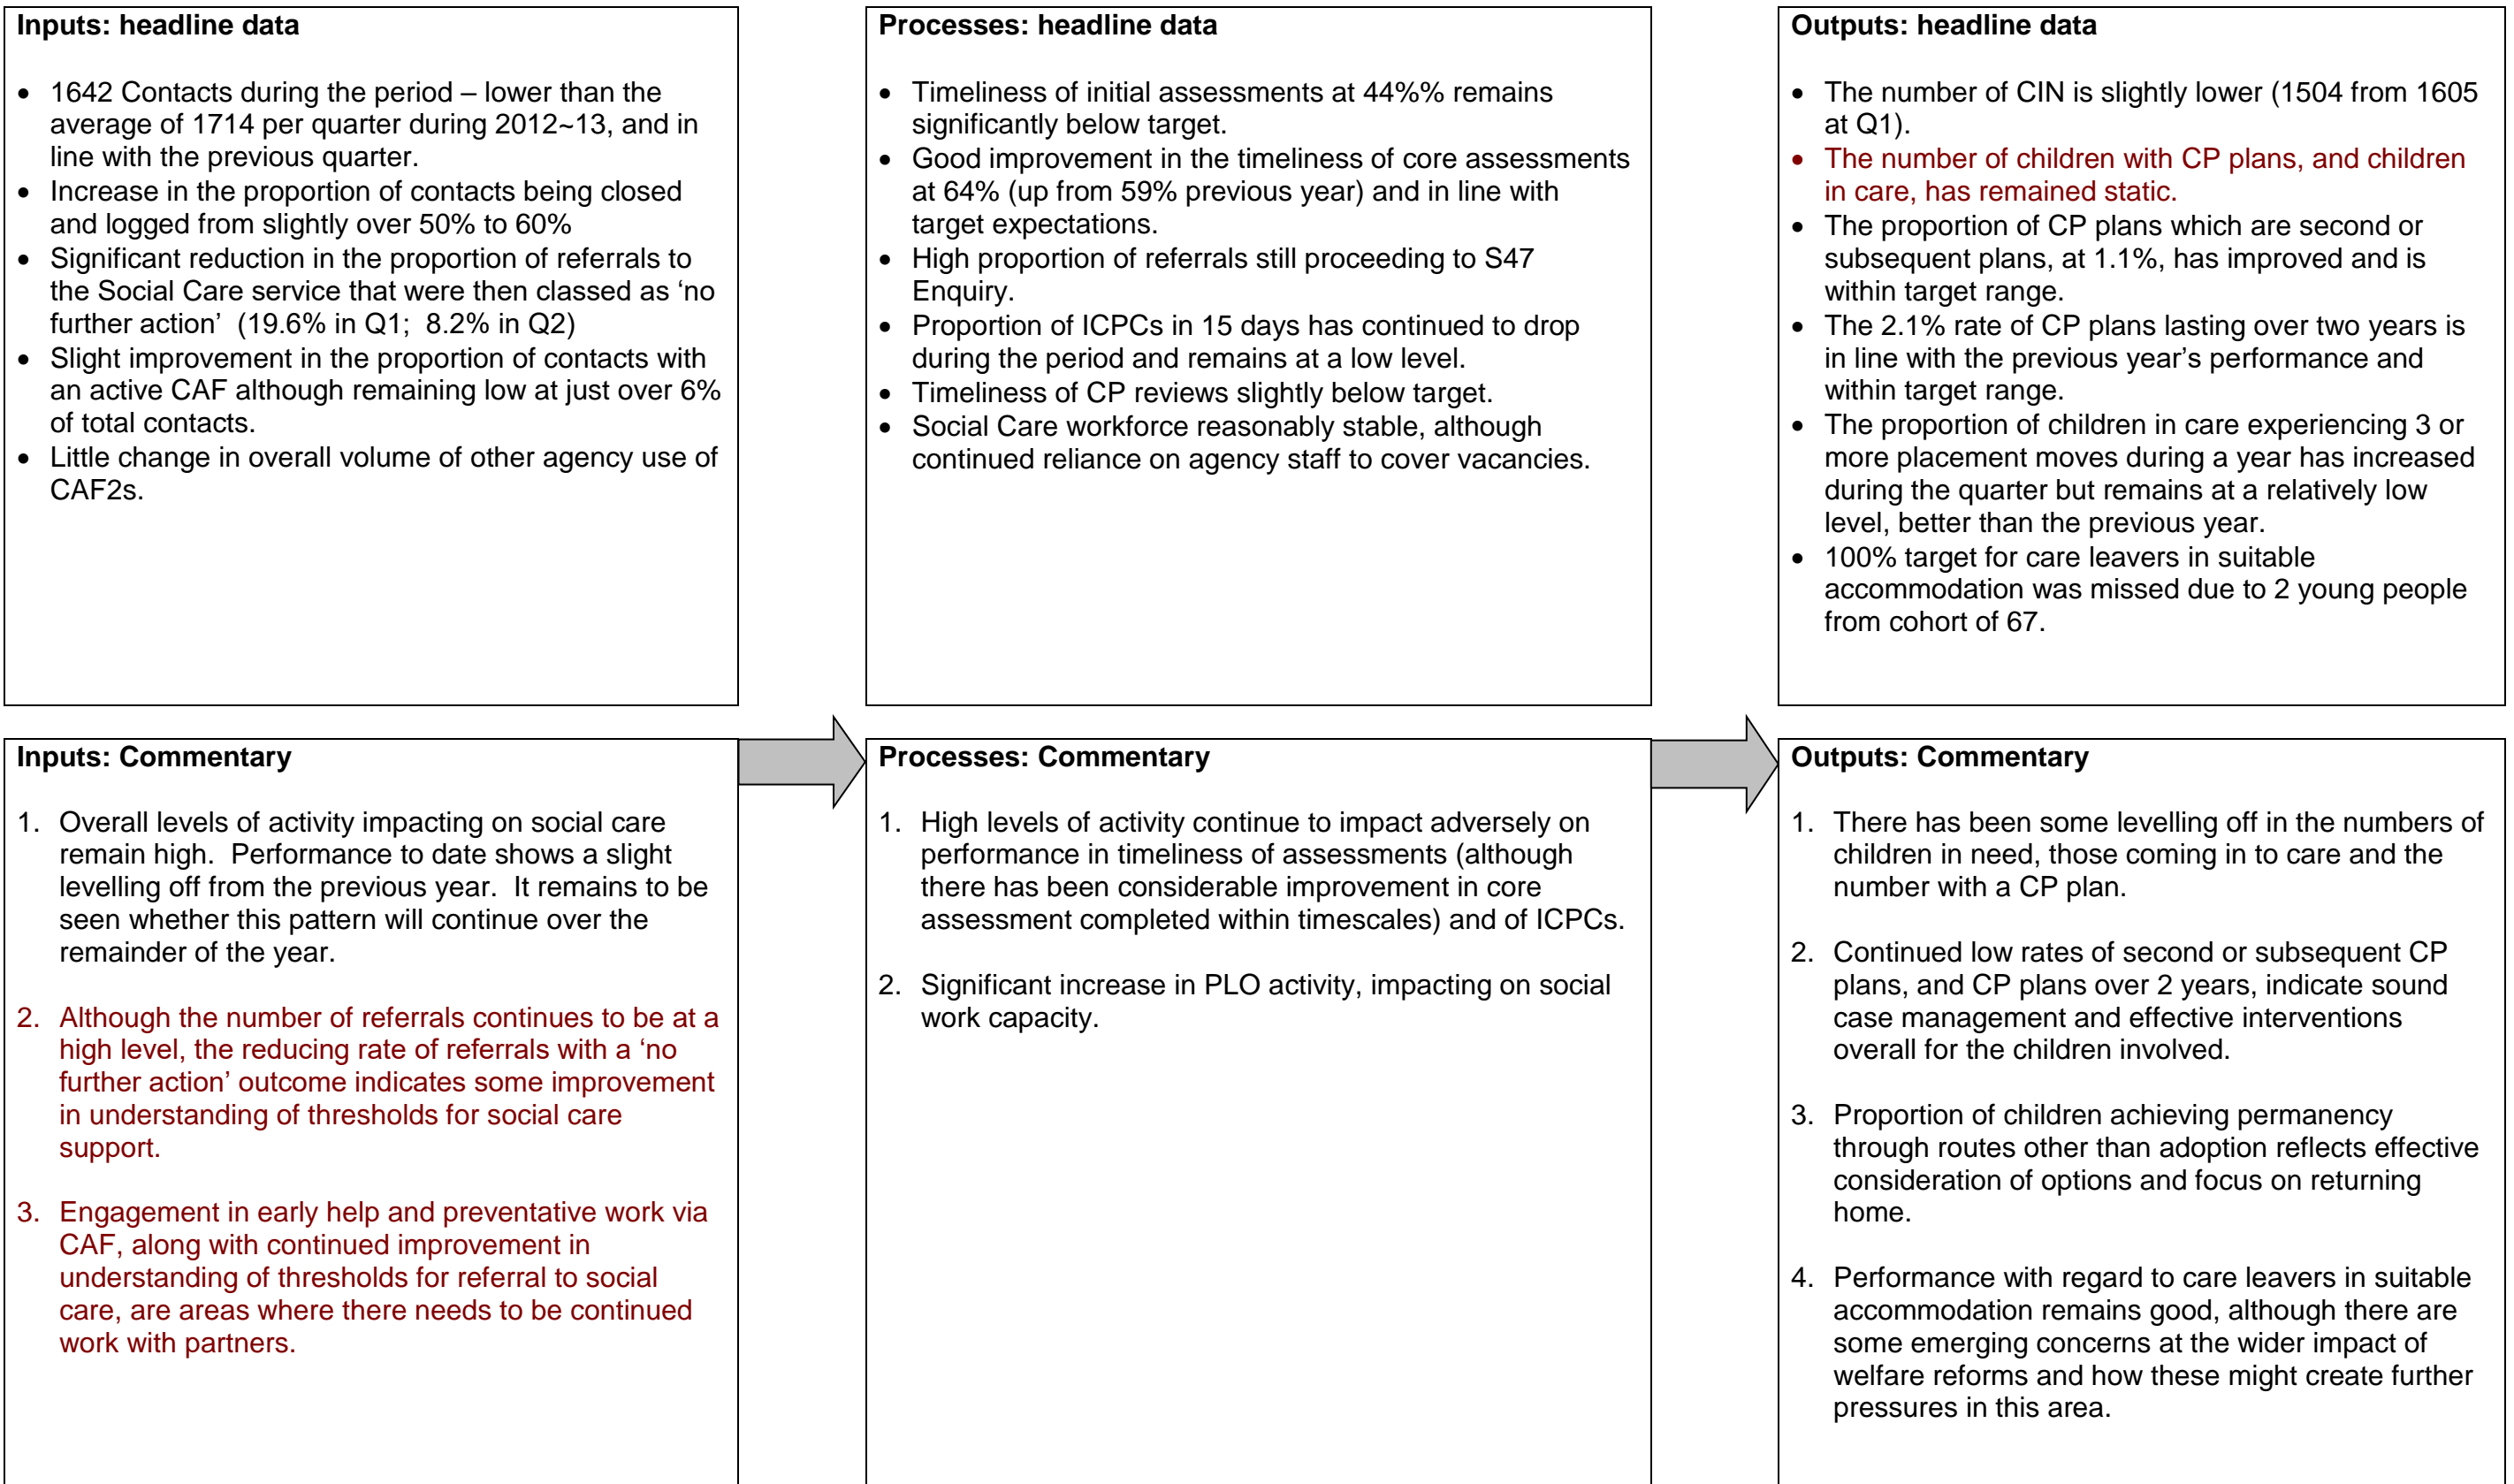 Inputs: headline data
• 1642 Contacts during the period – lower than the
average of 1714 per quarter during 2012~13, and in
line with the previous quarter.
• Increase in the proportion of contacts being closed
and logged from slightly over 50% to 60%
• Significant reduction in the proportion of referrals to
the Social Care service that were then classed as ‘no
further action’ (19.6% in Q1; 8.2% in Q2)
• Slight improvement in the proportion of contacts with
an active CAF although remaining low at just over 6%
of total contacts.
• Little change in overall volume of other agency use of
CAF2s.
Processes: headline data
• Timeliness of initial assessments at 44%% remains
significantly below target.
• Good improvement in the timeliness of core assessments
at 64% (up from 59% previous year) and in line with
target expectations.
• High proportion of referrals still proceeding to S47
Enquiry.
• Proportion of ICPCs in 15 days has continued to drop
during the period and remains at a low level.
• Timeliness of CP reviews slightly below target.
• Social Care workforce reasonably stable, although
continued reliance on agency staff to cover vacancies.
Outputs: headline data
• The number of CIN is slightly lower (1504 from 1605
at Q1).
• The number of children with CP plans, and children
in care, has remained static.
• The proportion of CP plans which are second or
subsequent plans, at 1.1%, has improved and is
within target range.
• The 2.1% rate of CP plans lasting over two years is
in line with the previous year’s performance and
within target range.
• The proportion of children in care experiencing 3 or
more placement moves during a year has increased
during the quarter but remains at a relatively low
level, better than the previous year.
• 100% target for care leavers in suitable
accommodation was missed due to 2 young people
from cohort of 67.
Inputs: Commentary
1. Overall levels of activity impacting on social care
remain high. Performance to date shows a slight
levelling off from the previous year. It remains to be
seen whether this pattern will continue over the
remainder of the year.
2. Although the number of referrals continues to be at a
high level, the reducing rate of referrals with a ‘no
further action’ outcome indicates some improvement
in understanding of thresholds for social care
support.
3. Engagement in early help and preventative work via
CAF, along with continued improvement in
understanding of thresholds for referral to social
care, are areas where there needs to be continued
work with partners.
Processes: Commentary
1. High levels of activity continue to impact adversely on
performance in timeliness of assessments (although
there has been considerable improvement in core
assessment completed within timescales) and of ICPCs.
2. Significant increase in PLO activity, impacting on social
work capacity.
Outputs: Commentary
1. There has been some levelling off in the numbers of
children in need, those coming in to care and the
number with a CP plan.
2. Continued low rates of second or subsequent CP
plans, and CP plans over 2 years, indicate sound
case management and effective interventions
overall for the children involved.
3. Proportion of children achieving permanency
through routes other than adoption reflects effective
consideration of options and focus on returning
home.
4. Performance with regard to care leavers in suitable
accommodation remains good, although there are
some emerging concerns at the wider impact of
welfare reforms and how these might create further
pressures in this area.